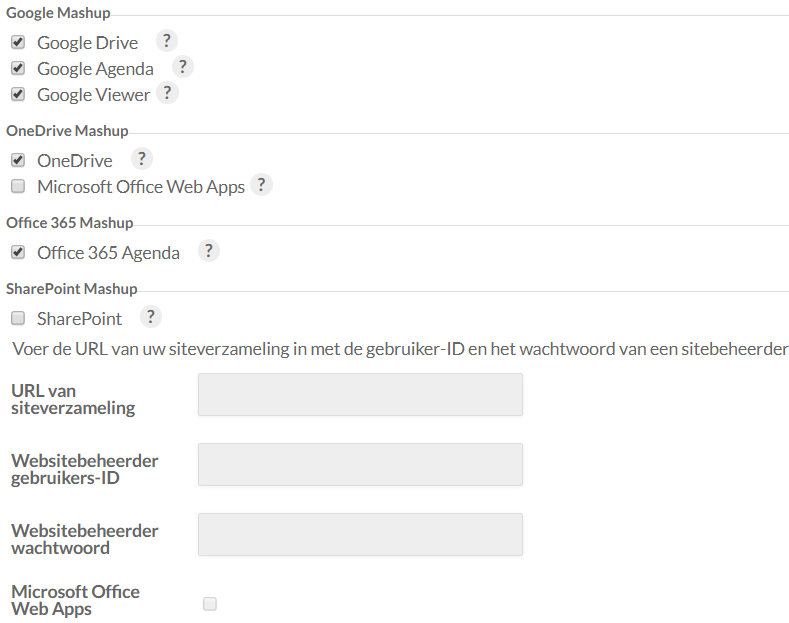 Google Mashup
Google Drive ?
Google Agenda ?
Google Viewer ?
OneDrive Mashup
OneDrive ?
Microsoft Office Web Apps ?
Office 365 Mashup
Office 365 Agenda ?
SharePoint Mashup
SharePoint ?
Voer de URL van uw siteverzameling in met de gebruiker-ID en het wachtwoord van een sitebeheerder
URL van
siteverzameling
Websitebeheerder
gebruikers-ID
Websitebeheerder
wachtwoord
Microsoft Office
Web Apps